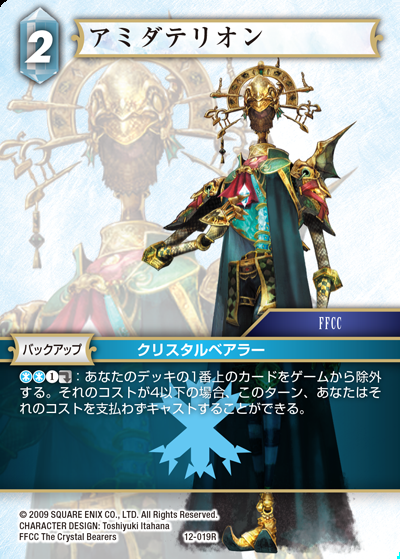 2
アミダテリオン
FFCC
バックアップ
クリスタルベアラー
1：あなたのデッキの1番上のカードをゲームから除外
する。それのコストが4以下の場合、このターン、あなたはそ
れのコストを支払わずキャストすることができる。
© 2009 SQUARE ENIX CO., LTD. All Rights Reserved.
CHARACTER DESIGN: Toshiyuki Itahana
FFCC The Crystal Bearers
12-019R